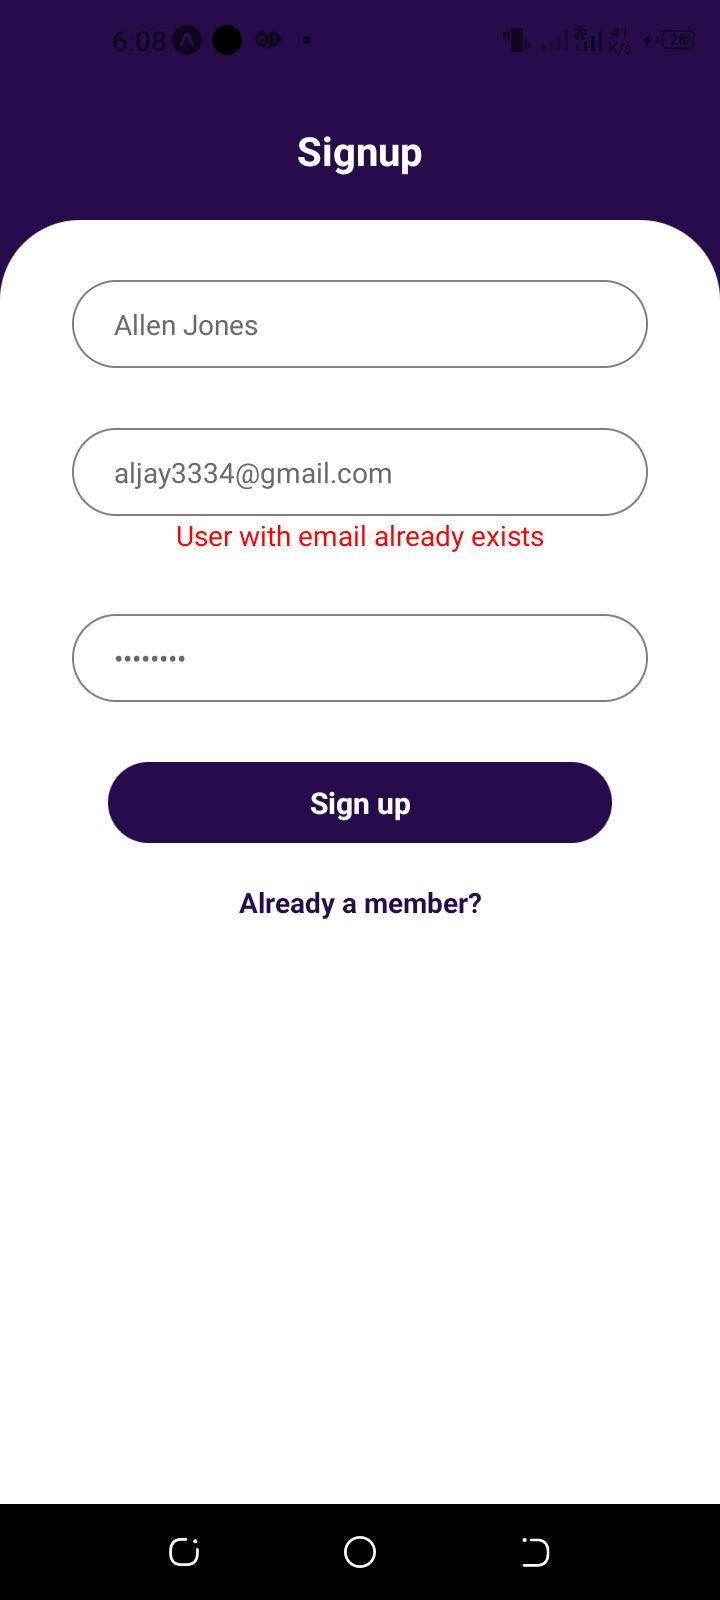 6:08
41
K/s
28
Signup
Allen Jones
aljay3334@gmail.com
User with email already exists
••••••••
Sign up
Already a member?